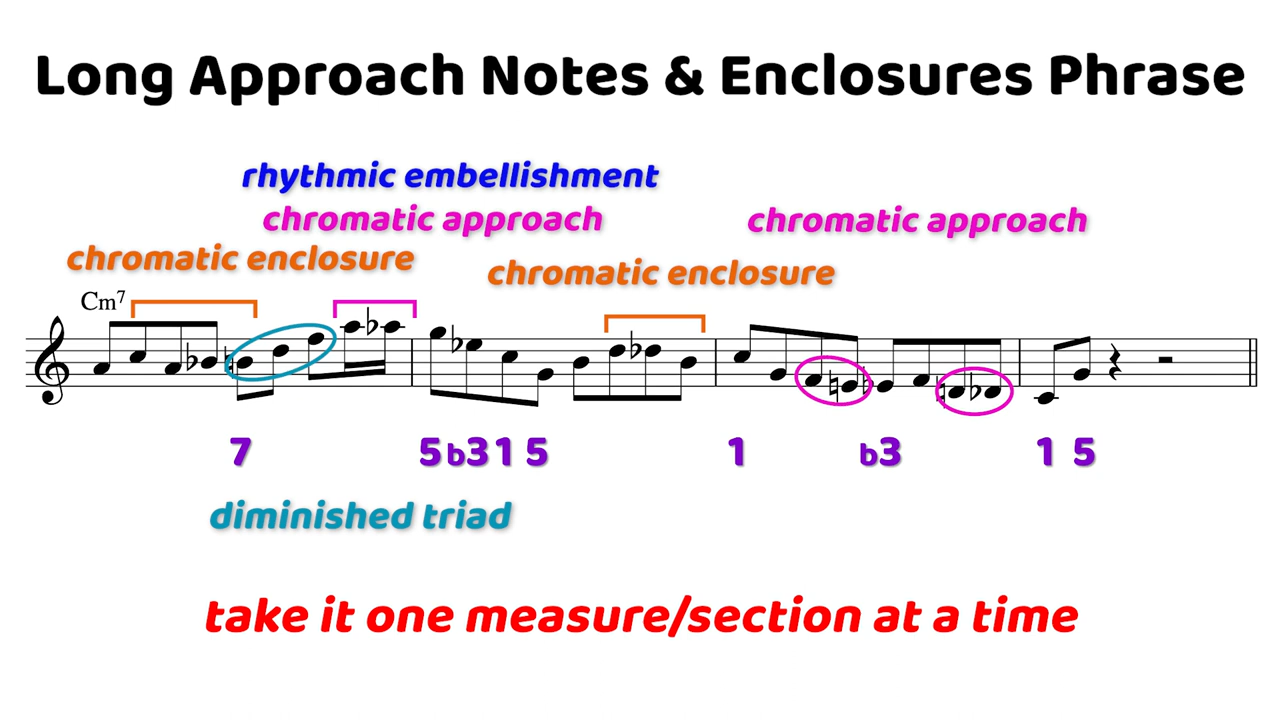 Long Approach Notes & Enclosures Phrase
rhythmic embellishment
chromatic approach
chromatic approach
chromatic enclosure
chromatic enclosure
Cm7
7 5 b3 1 5 1 b3 1 5
diminished triad
take it one measure/section at a time